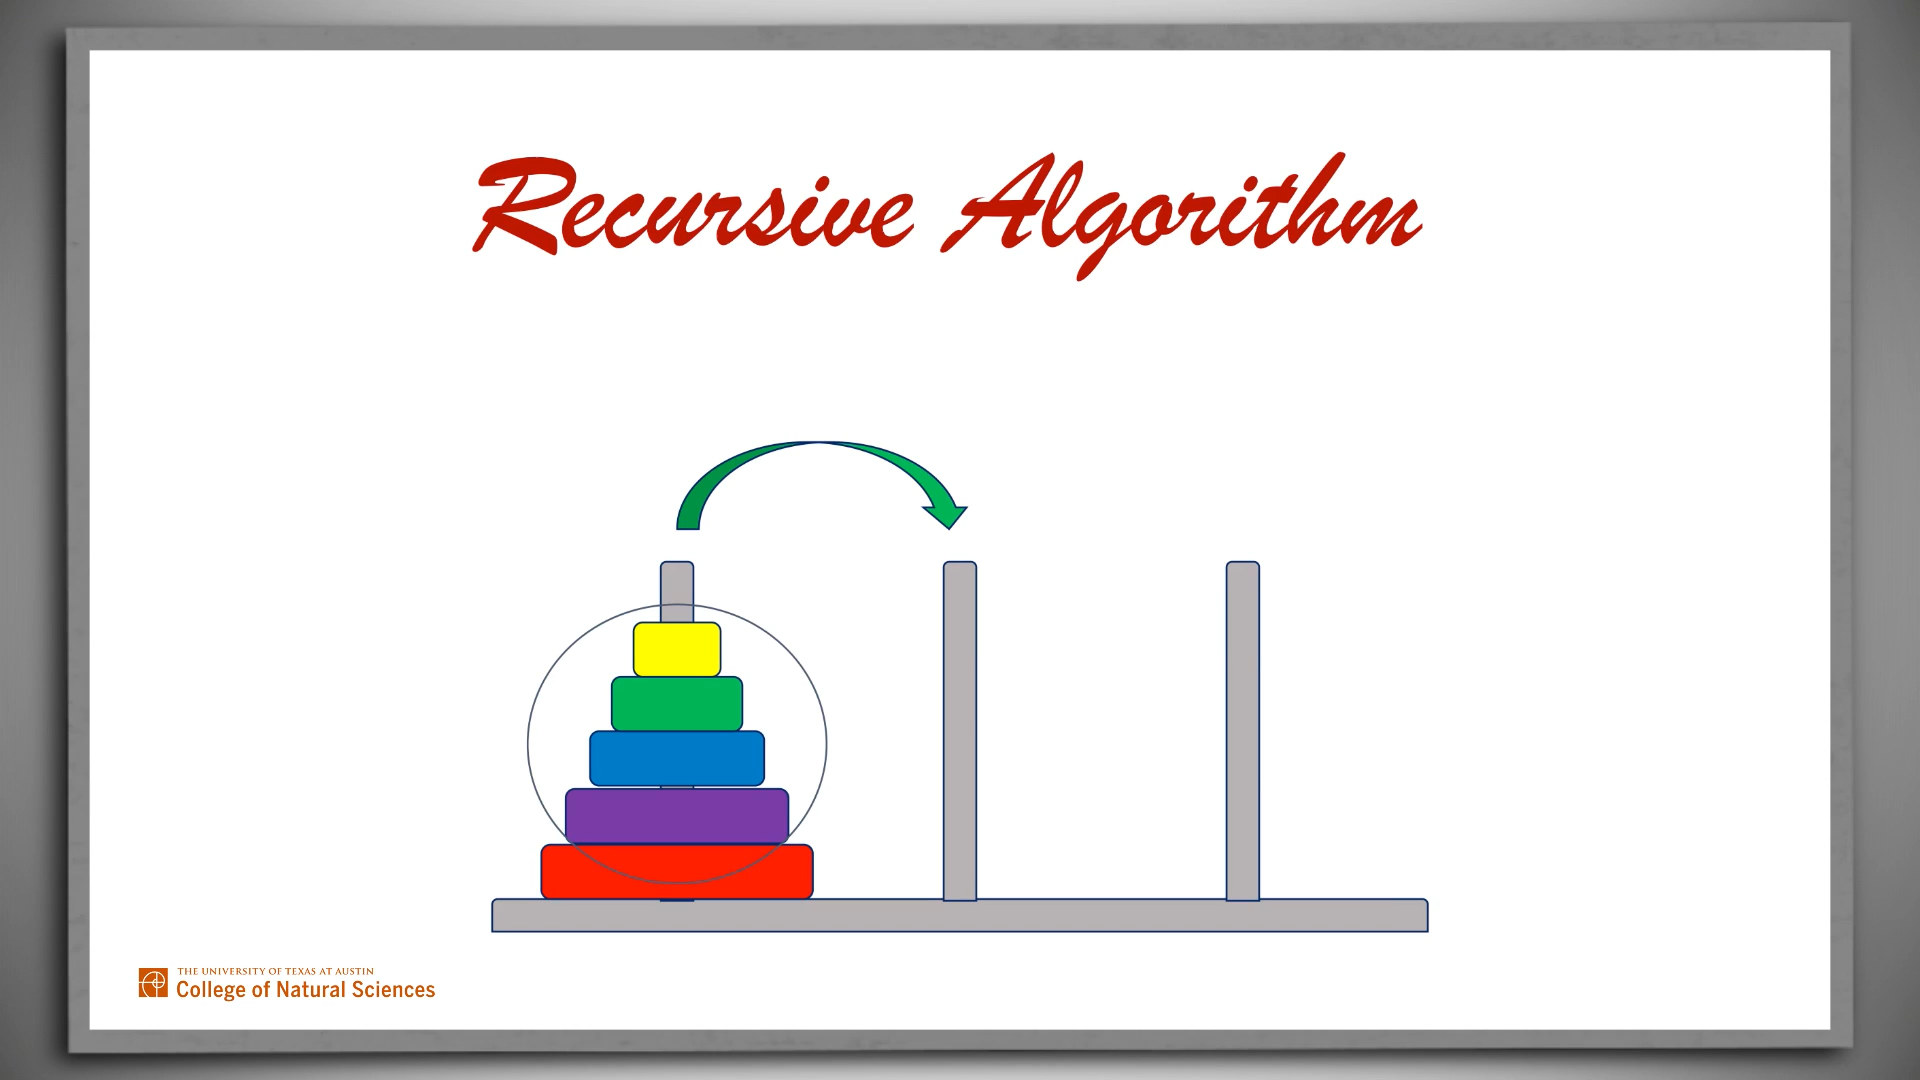 Recursive Algorithm
THE UNIVERSITY OF TEXAS AT AUSTIN
College of Natural Sciences